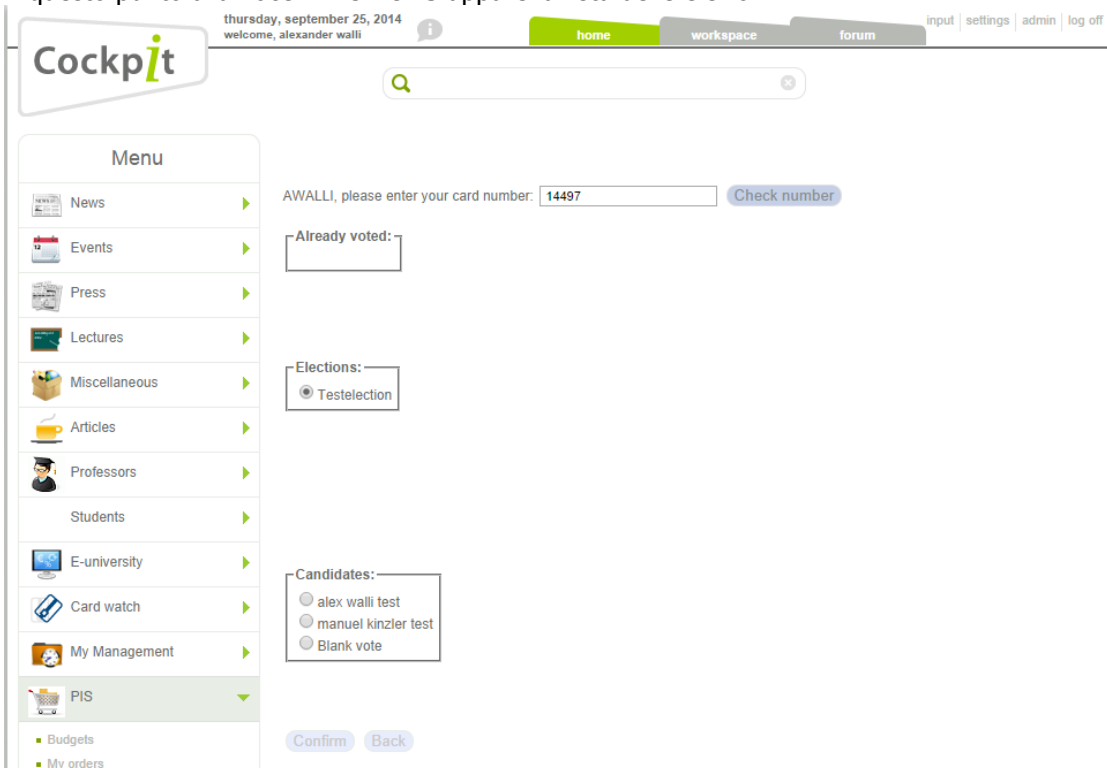 thursday, september 25, 2014
welcome, alexander walli
home
workspace
forum
input settings admin log off
Cockpit
Menu
News
Events
Press
Lectures
Miscellaneous
Articles
Professors
Students
E-university
Card watch
My Management
PIS
Budgets
My orders
AWALLI, please enter your card number: 14497 Check number
Already voted:
Elections:
Testelection
Candidates:
alex walli test
manuel kinzler test
Blank vote
Confirm Back